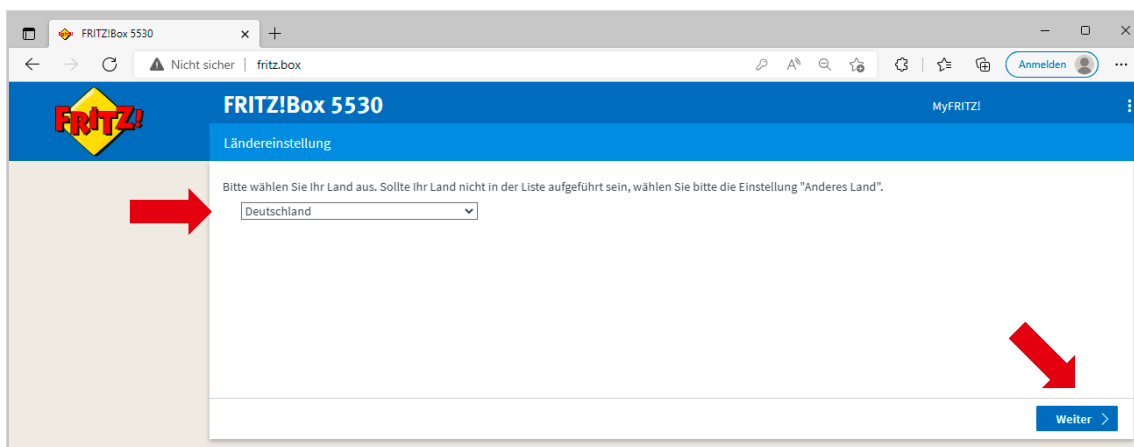 FRITZ!Box 5530
Nicht sicher | fritz.box
Anmelden
FRITZ!
FRITZ!Box 5530
MyFRITZ!
Ländereinstellung
Bitte wählen Sie Ihr Land aus. Sollte Ihr Land nicht in der Liste aufgeführt sein, wählen Sie bitte die Einstellung "Anderes Land".
Deutschland
Weiter